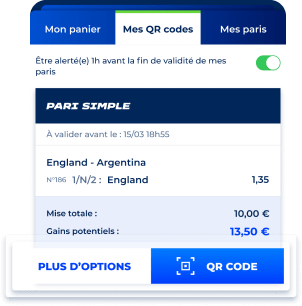 Mon panier
Mes QR codes
Mes paris
Être alerté(e) 1h avant la fin de validité de mes
paris
PARI SIMPLE
À valider avant le : 15/03 18h55
England - Argentina
N°186 1/N/2 : England 1,35
Mise totale : 10,00 €
Gains potentiels : 13,50 €
PLUS D'OPTIONS
QR CODE